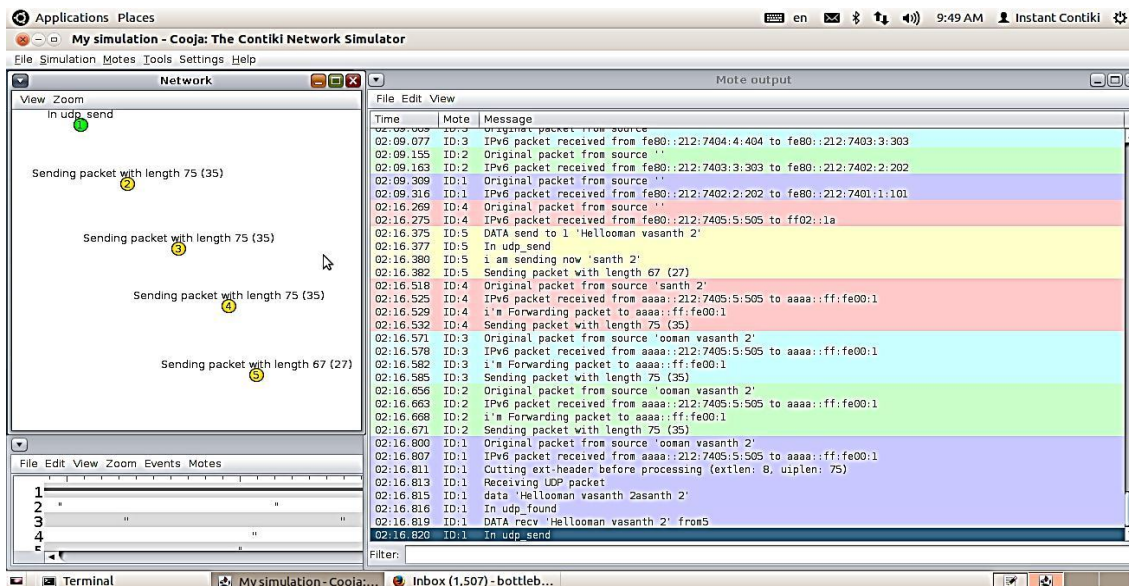 Applications Places
en 9:49 AM Instant Contiki
My simulation - Cooja: The Contiki Network Simulator
File Simulation Motes Tools Settings Help
Network
View Zoom
In udp_send
1
Sending packet with length 75 (35)
2
Sending packet with length 75 (35)
3
Sending packet with length 75 (35)
4
Sending packet with length 67 (27)
5
File Edit View Zoom Events Motes
1
2
3
4
Mote output
File Edit View
Time Mote Message
02:09.069 ID:3 Original packet from source
02:09.077 ID:3 IPv6 packet received from fe80::212:7404:4:404 to fe80::212:7403:3:303
02:09.155 ID:2 Original packet from source ''
02:09.163 ID:2 IPv6 packet received from fe80::212:7403:3:303 to fe80::212:7402:2:202
02:09.309 ID:1 Original packet from source ''
02:09.316 ID:1 IPv6 packet received from fe80::212:7402:2:202 to fe80::212:7401:1:101
02:16.269 ID:4 Original packet from source ''
02:16.275 ID:4 IPv6 packet received from fe80::212:7405:5:505 to ff02::1a
02:16.375 ID:5 DATA send to 1 'Hellooman vasanth 2'
02:16.377 ID:5 In udp_send
02:16.380 ID:5 i am sending now 'santh 2'
02:16.382 ID:5 Sending packet with length 67 (27)
02:16.518 ID:4 Original packet from source 'santh 2'
02:16.525 ID:4 IPv6 packet received from aaaa::212:7405:5:505 to aaaa::ff:fe00:1
02:16.529 ID:4 i'm Forwarding packet to aaaa::ff:fe00:1
02:16.532 ID:4 Sending packet with length 75 (35)
02:16.571 ID:3 Original packet from source 'ooman vasanth 2'
02:16.578 ID:3 IPv6 packet received from aaaa::212:7405:5:505 to aaaa::ff:fe00:1
02:16.582 ID:3 i'm Forwarding packet to aaaa::ff:fe00:1
02:16.585 ID:3 Sending packet with length 75 (35)
02:16.656 ID:2 Original packet from source 'ooman vasanth 2'
02:16.663 ID:2 IPv6 packet received from aaaa::212:7405:5:505 to aaaa::ff:fe00:1
02:16.668 ID:2 i'm Forwarding packet to aaaa::ff:fe00:1
02:16.671 ID:2 Sending packet with length 75 (35)
02:16.800 ID:1 Original packet from source 'ooman vasanth 2'
02:16.807 ID:1 IPv6 packet received from aaaa::212:7405:5:505 to aaaa::ff:fe00:1
02:16.811 ID:1 Cutting ext-header before processing (extlen: 8, uiplen: 75)
02:16.813 ID:1 Receiving UDP packet
02:16.815 ID:1 data 'Hellooman vasanth 2asanth 2'
02:16.816 ID:1 In udp_found
02:16.819 ID:1 DATA recv 'Hellooman vasanth 2' from5
02:16.820 ID:1 In udp_send
Filter:
Terminal My simulation - Cooja:... Inbox (1,507) - bottleb...